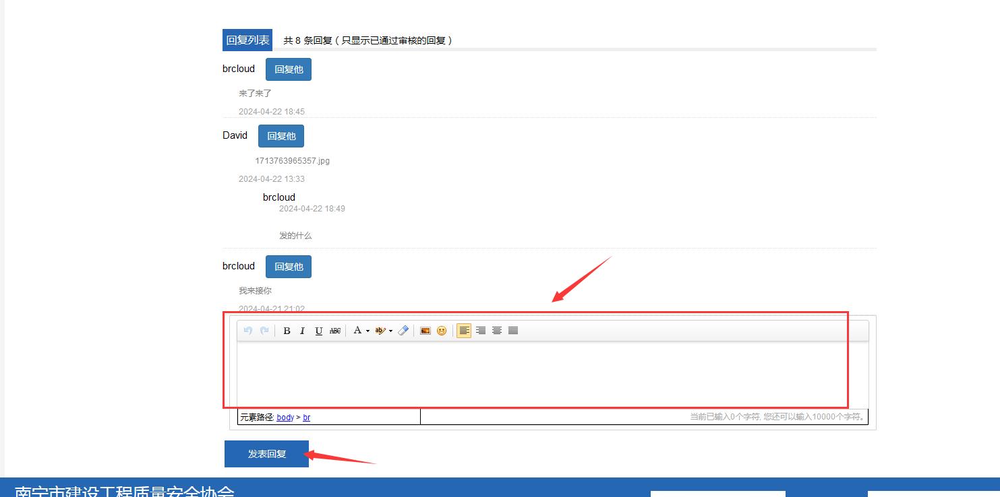 回复列表 共 8 条回复 ( 只显示已通过审核的回复 )
brcloud 回复他
来了来了
2024-04-22 18:45
David 回复他
1713763965357.jpg
2024-04-22 13:33
brcloud
2024-04-22 18:49
发的什么
brcloud 回复他
我来接你
2024-04-21 21:02
B I U ABC A ab
元素路径: body > br 当前已输入0个字符, 您还可以输入10000个字符。
发表回复
南宁市建设工程质量安全协会